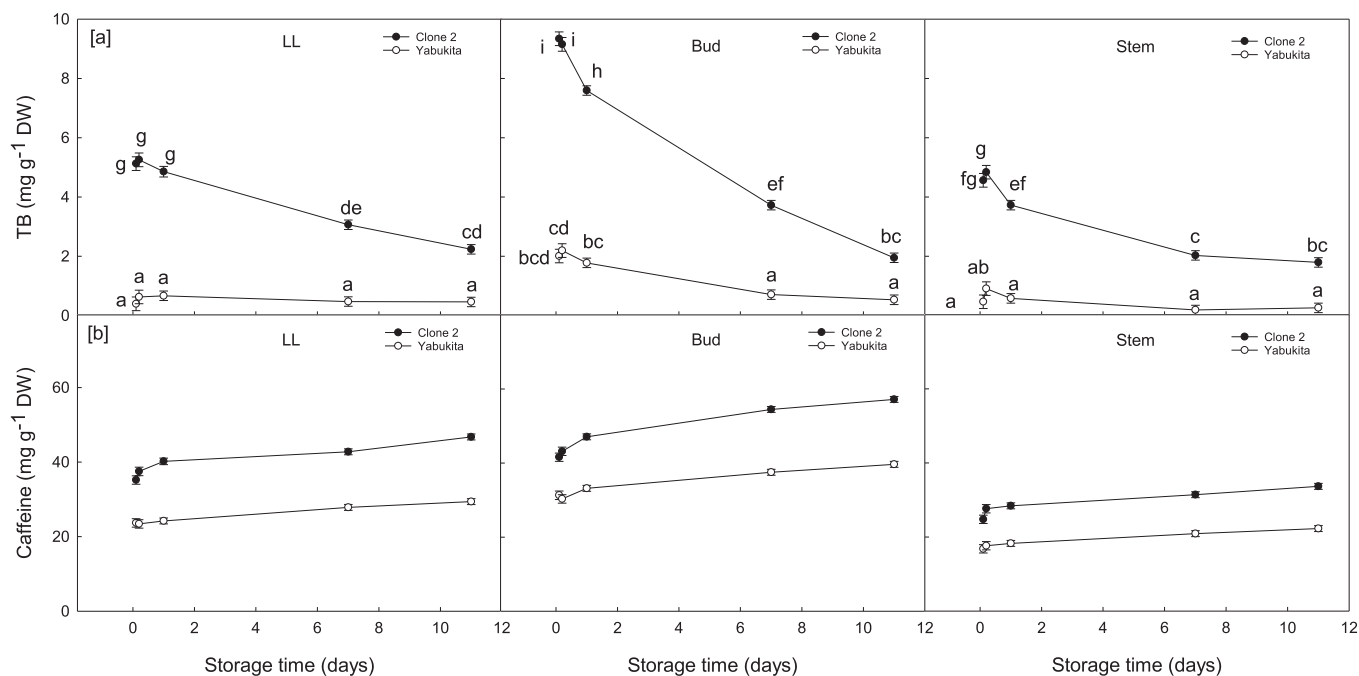 [a]
LL
Clone 2
Yabukita
Bud
Clone 2
Yabukita
Stem
Clone 2
Yabukita
TB (mg g⁻¹ DW)
10
8
6
4
2
0
g
g
g
de
cd
a
a
a
a
a
i
i
h
ef
bc
bcd
cd
bc
a
a
fg
g
ef
c
bc
a
ab
a
a
a
[b]
LL
Clone 2
Yabukita
Bud
Clone 2
Yabukita
Stem
Clone 2
Yabukita
Caffeine (mg g⁻¹ DW)
60
40
20
0
0 2 4 6 8 10 12
0 2 4 6 8 10 12
0 2 4 6 8 10 12
Storage time (days)
Storage time (days)
Storage time (days)